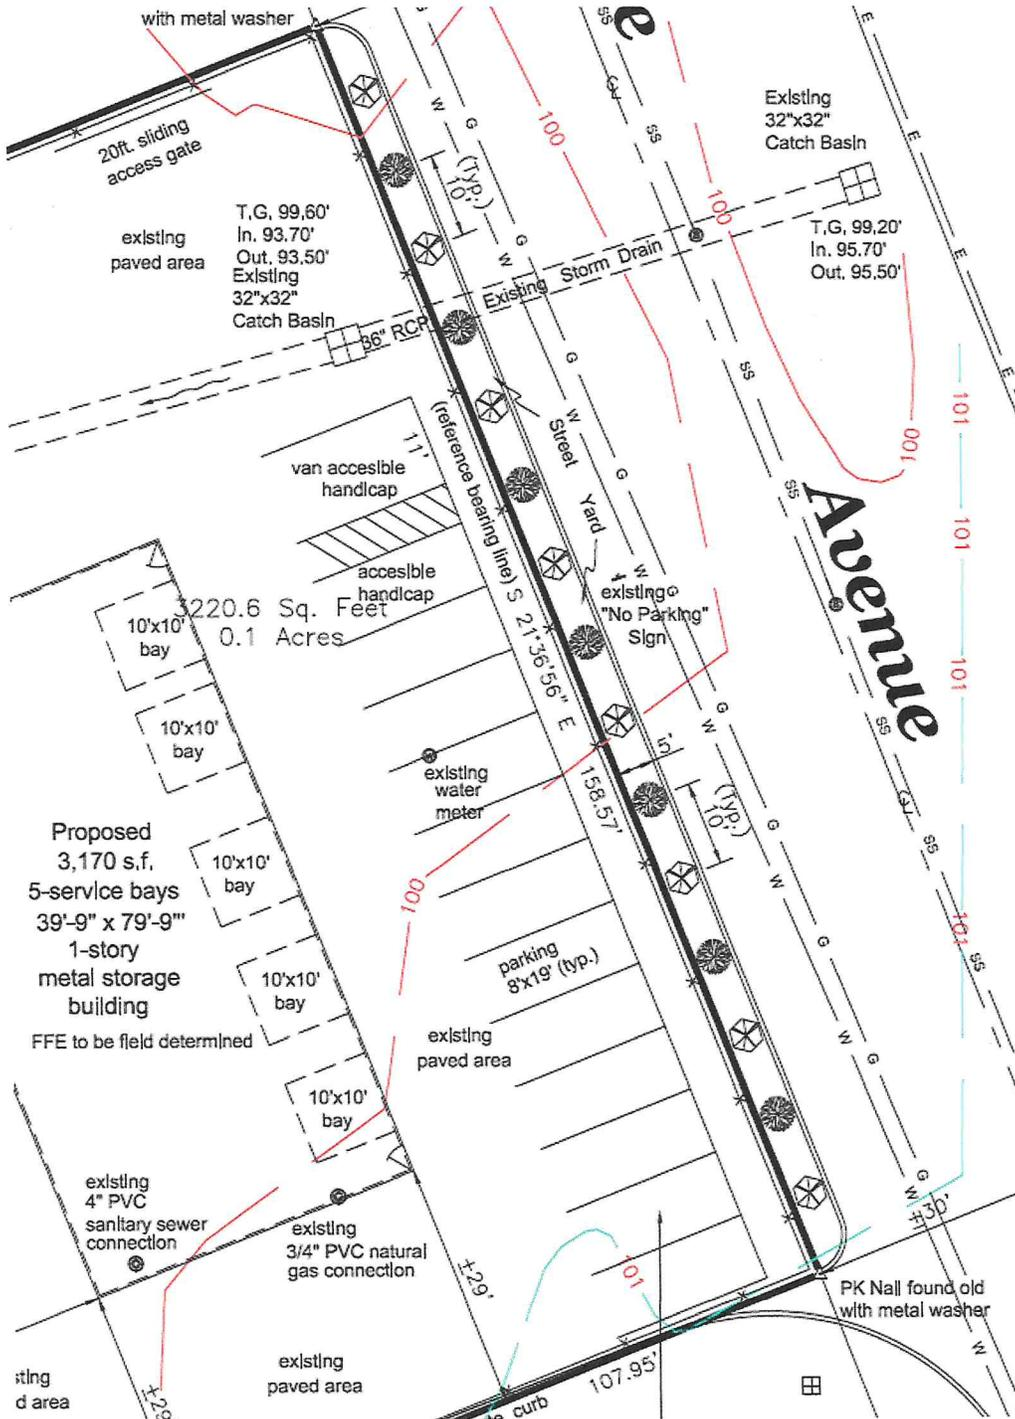 with metal washer
20ft. sliding
access gate
existing
paved area
T.G. 99.60'
In. 93.70'
Out. 93.50'
Existing
32"x32"
Catch Basin
36" RCP
Existing Storm Drain
(Typ.)
10'
Existing
32"x32"
Catch Basin
T.G. 99.20'
In. 95.70'
Out. 95.50'
100
100
100
101
101
101
101
Avenue
Street Yard
11'
van accesible
handicap
accesible
handicap
(reference bearing line) S 21°36'56" E 158.57'
existing
"No Parking"
Sign
3220.6 Sq. Feet
0.1 Acres
10'x10'
bay
10'x10'
bay
10'x10'
bay
10'x10'
bay
10'x10'
bay
existing
water
meter
5'
(Typ.)
10'
Proposed
3,170 s.f.
5-service bays
39'-9" x 79'-9'"
1-story
metal storage
building
FFE to be field determined
100
parking
8'x19' (typ.)
existing
paved area
existing
4" PVC
sanitary sewer
connection
existing
3/4" PVC natural
gas connection
±29'
101
±30'
PK Nail found old
with metal washer
existing
paved area
107.95'
curb
d area
±29
W
G
SS
E